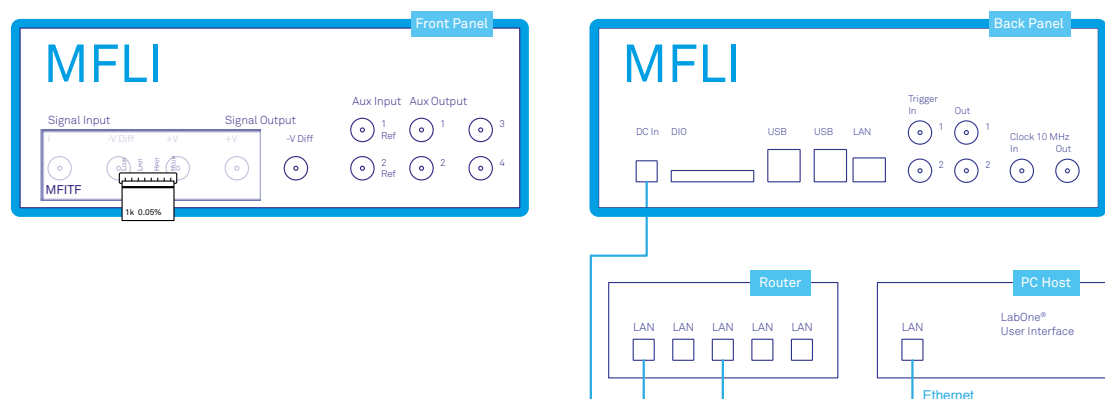 Front Panel
MFLI
Signal Input
Signal Output
Aux Input
Aux Output
I
-V Diff
+V
+V
-V Diff
1
Ref
1
3
2
Ref
2
4
MFITF
1k 0.05%
Back Panel
MFLI
DC In
DIO
USB
USB
LAN
Trigger
In
Out
1
1
2
2
Clock 10 MHz
In
Out
Router
LAN
LAN
LAN
LAN
LAN
PC Host
LAN
LabOne®
User Interface
Ethernet